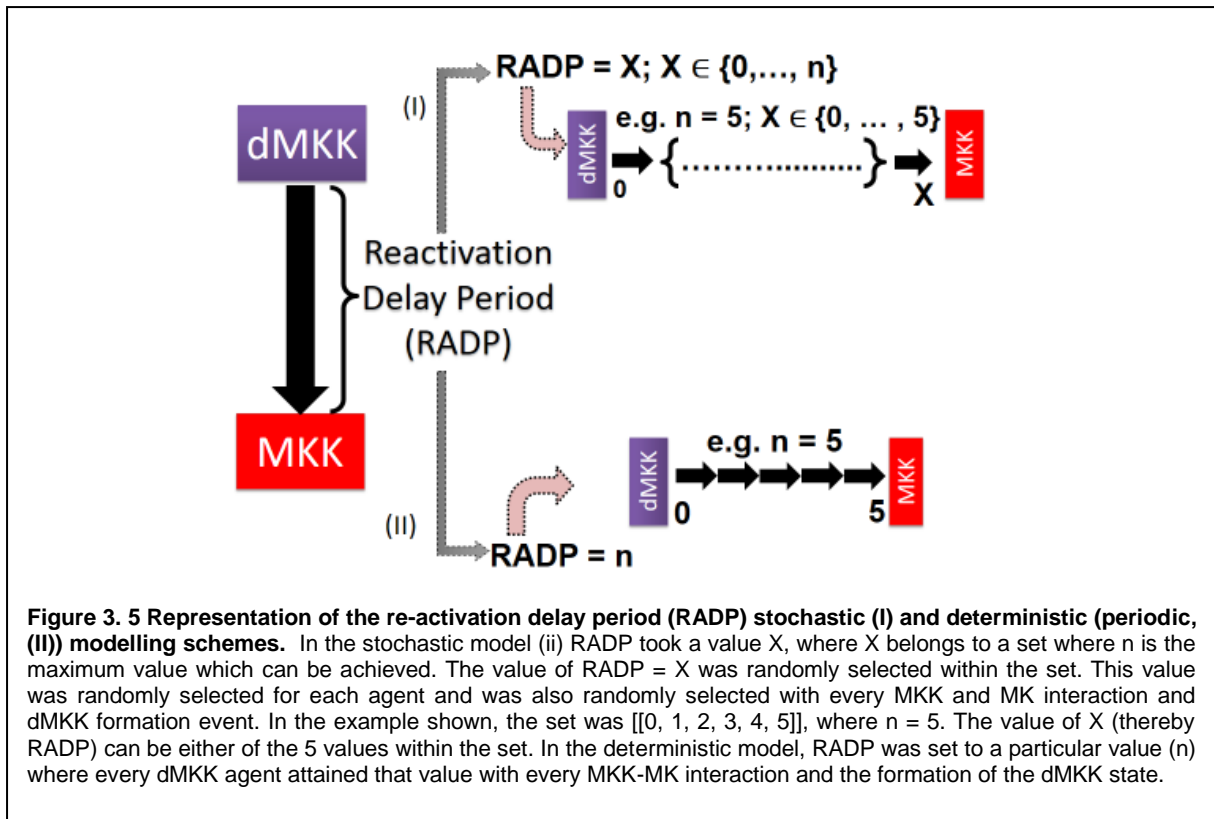 RADP = X; X ∈ {0,…, n}
(I)
dMKK
e.g. n = 5; X ∈ {0, … , 5}
dMKK
{.....................}
MKK
0
X
Reactivation
Delay Period
(RADP)
MKK
e.g. n = 5
dMKK
MKK
0
5
(II)
RADP = n
Figure 3. 5 Representation of the re-activation delay period (RADP) stochastic (I) and deterministic (periodic,
(II)) modelling schemes. In the stochastic model (ii) RADP took a value X, where X belongs to a set where n is the
maximum value which can be achieved. The value of RADP = X was randomly selected within the set. This value
was randomly selected for each agent and was also randomly selected with every MKK and MK interaction and
dMKK formation event. In the example shown, the set was [[0, 1, 2, 3, 4, 5]], where n = 5. The value of X (thereby
RADP) can be either of the 5 values within the set. In the deterministic model, RADP was set to a particular value (n)
where every dMKK agent attained that value with every MKK-MK interaction and the formation of the dMKK state.